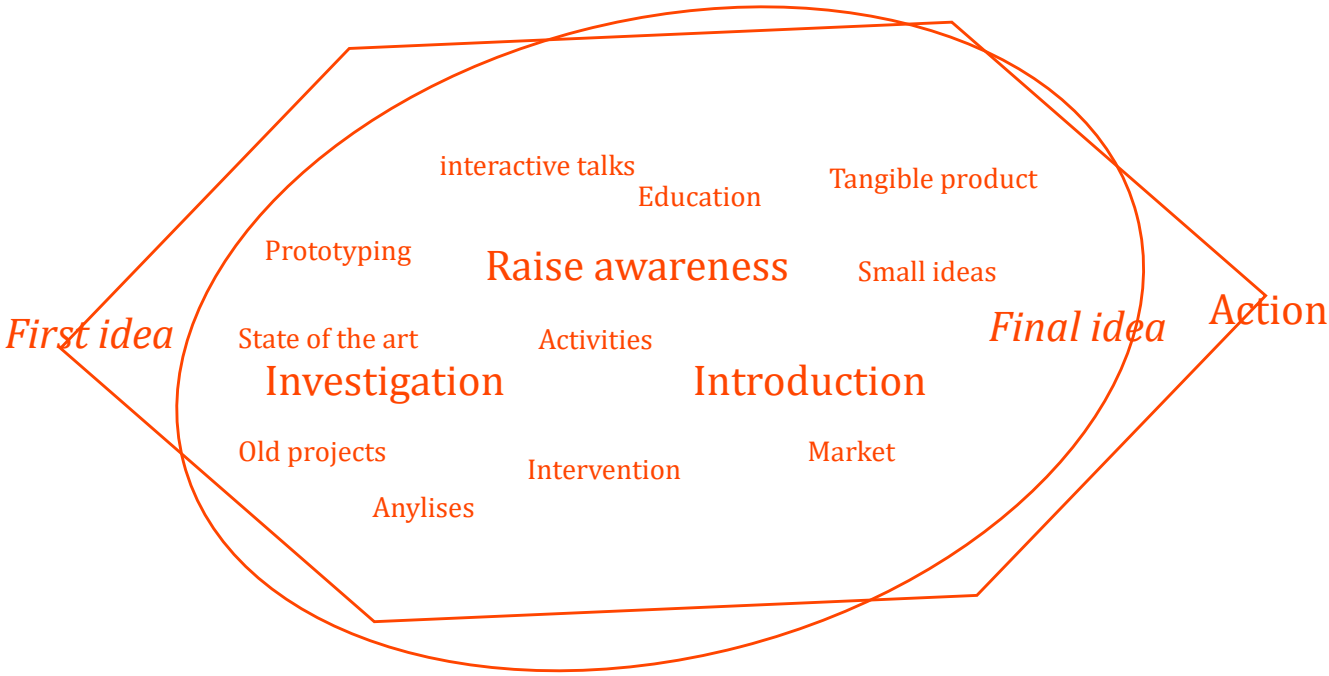 interactive talks
Education
Tangible product
Prototyping
Raise awareness
Small ideas
First idea
State of the art
Activities
Final idea
Action
Investigation
Introduction
Old projects
Intervention
Market
Anylises